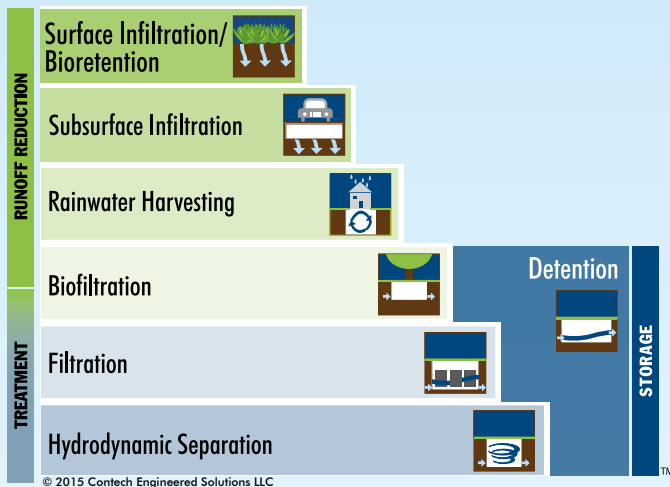 RUNOFF REDUCTION
Surface Infiltration/
Bioretention
Subsurface Infiltration
Rainwater Harvesting
Biofiltration
Detention
TREATMENT
Filtration
STORAGE
Hydrodynamic Separation
TM
© 2015 Contech Engineered Solutions LLC